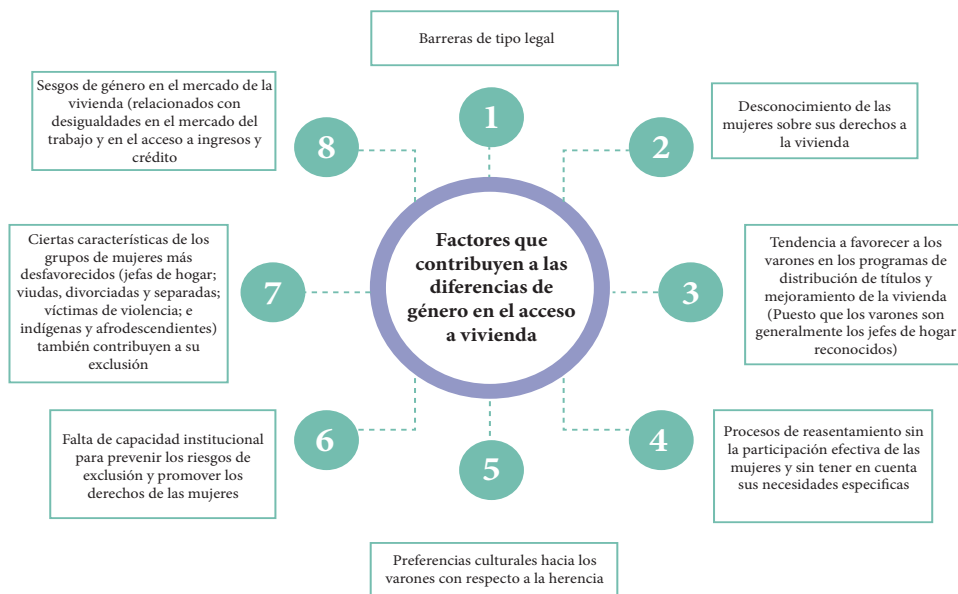 Factores que
contribuyen a las
diferencias de
género en el acceso
a vivienda
1
Barreras de tipo legal
2
Desconocimiento de las
mujeres sobre sus derechos a
la vivienda
3
Tendencia a favorecer a los
varones en los programas de
distribución de títulos y
mejoramiento de la vivienda
(Puesto que los varones son
generalmente los jefes de hogar
reconocidos)
4
Procesos de reasentamiento sin
la participación efectiva de las
mujeres y sin tener en cuenta
sus necesidades especificas
5
Preferencias culturales hacia los
varones con respecto a la herencia
6
Falta de capacidad institucional
para prevenir los riesgos de
exclusión y promover los
derechos de las mujeres
7
Ciertas características de los
grupos de mujeres más
desfavorecidos (jefas de hogar;
viudas, divorciadas y separadas;
víctimas de violencia; e
indígenas y afrodescendientes)
también contribuyen a su
exclusión
8
Sesgos de género en el mercado de la
vivienda (relacionados con
desigualdades en el mercado del
trabajo y en el acceso a ingresos y
crédito